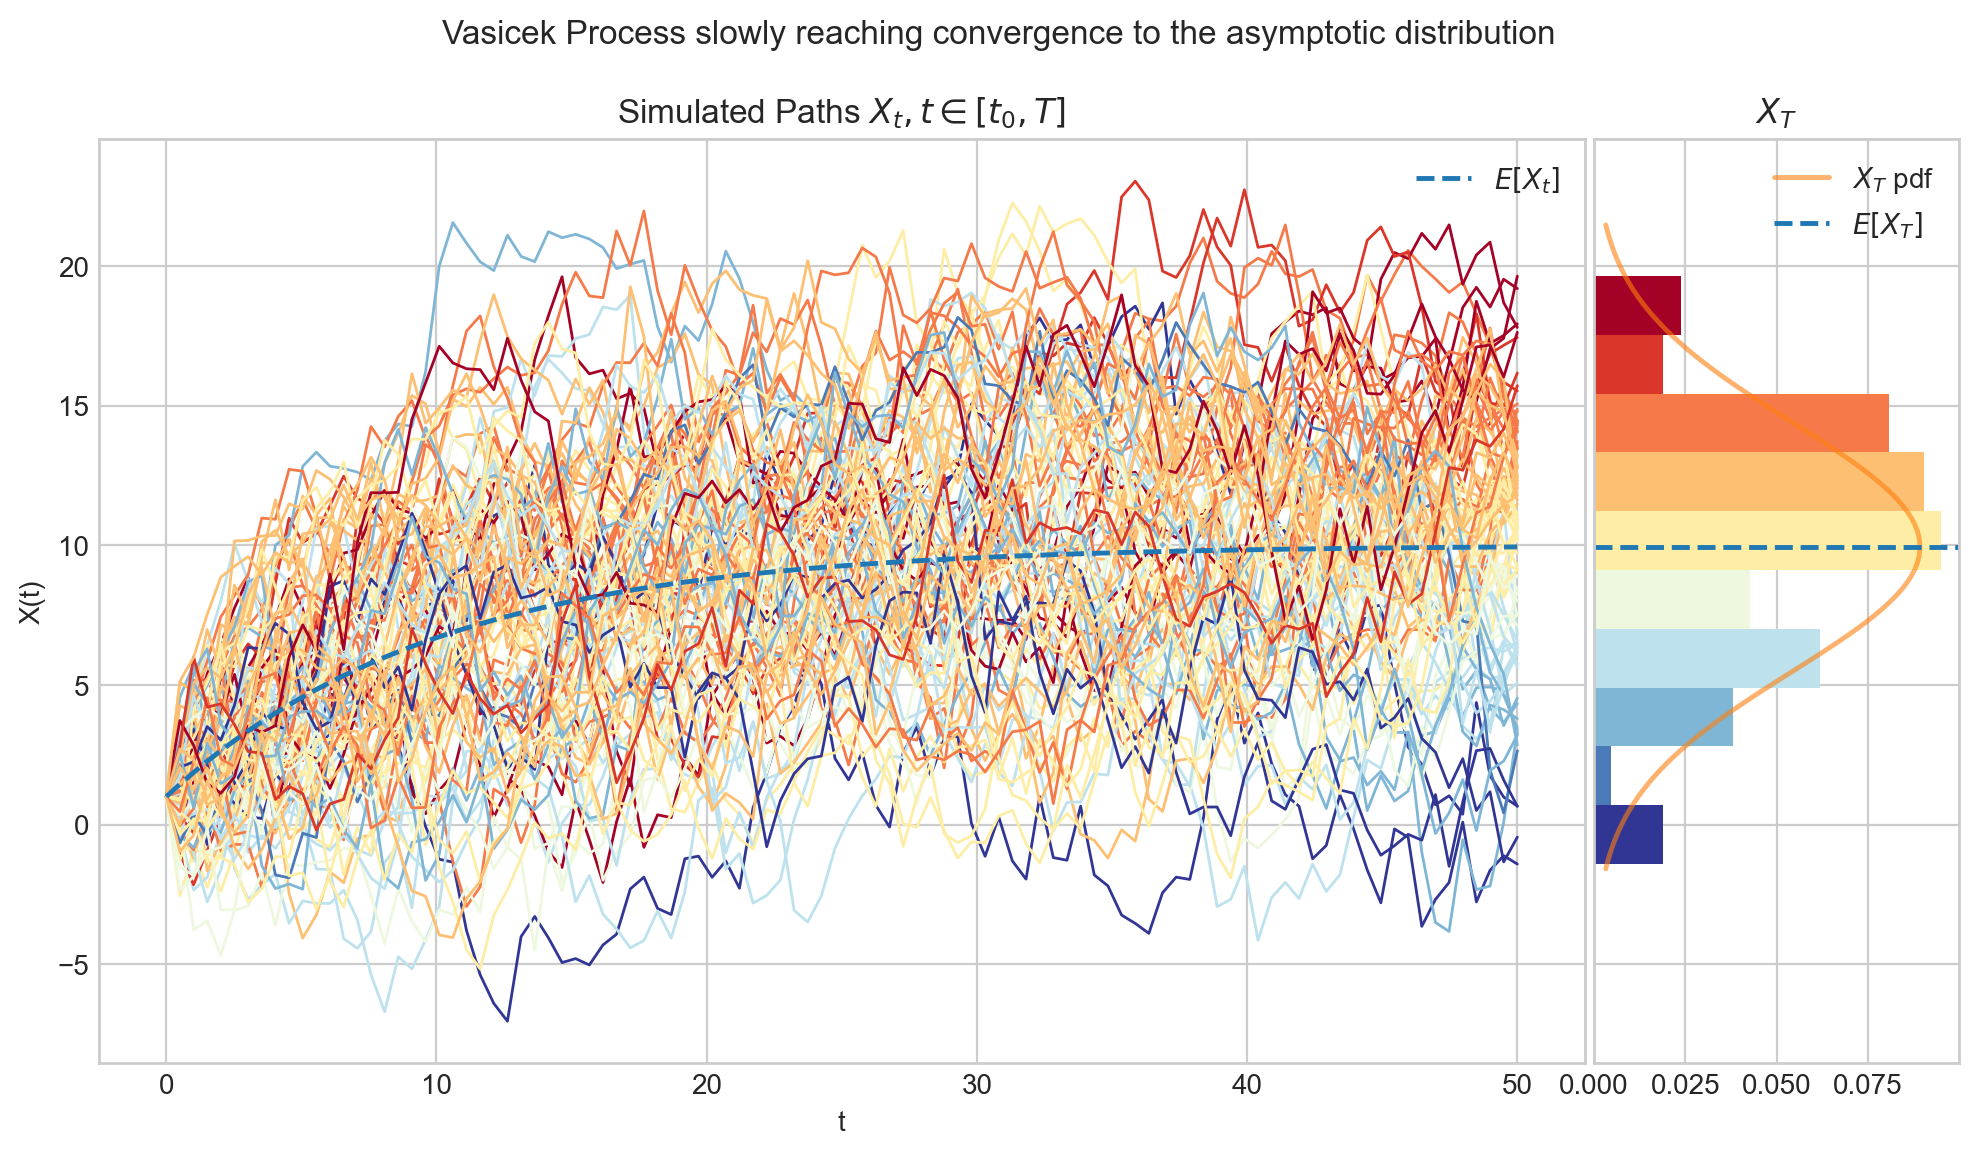 Vasicek Process slowly reaching convergence to the asymptotic distribution
Simulated Paths $X_t, t \in [t_0, T]$
$X_T$
$E[X_t]$
$X_T$ pdf
$E[X_T]$
X(t)
20
15
10
5
0
−5
0
10
20
30
40
50
0.000
0.025
0.050
0.075
t